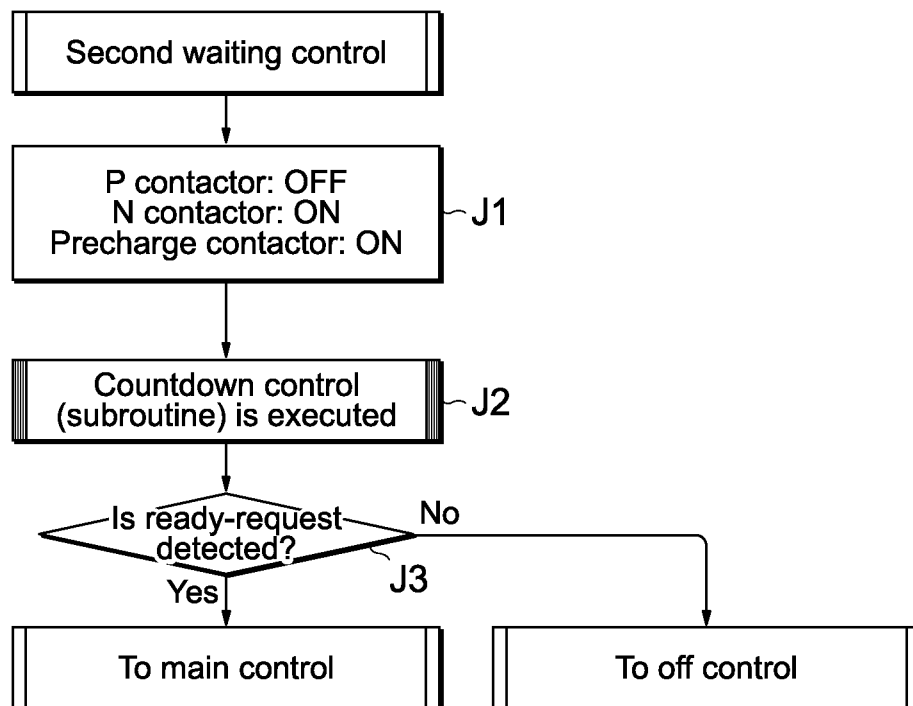 Second waiting control
P contactor: OFF
N contactor: ON
Precharge contactor: ON
J1
Countdown control
(subroutine) is executed
J2
Is ready-request
detected?
No
J3
Yes
To main control
To off control